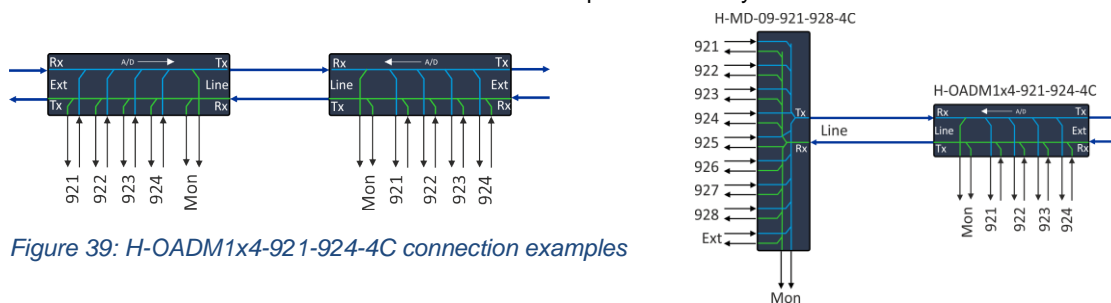 H-MD-09-921-928-4C
Rx A/D Tx
Ext Line
Tx Rx
921 922 923 924 Mon
Rx A/D Tx
Line Ext
Tx Rx
Mon 921 922 923 924
Figure 39: H-OADM1x4-921-924-4C connection examples
921
922
923
924
925
926
927
928
Ext
Tx
Rx
Mon
Line
H-OADM1x4-921-924-4C
Rx A/D Tx
Line Ext
Tx Rx
Mon 921 922 923 924